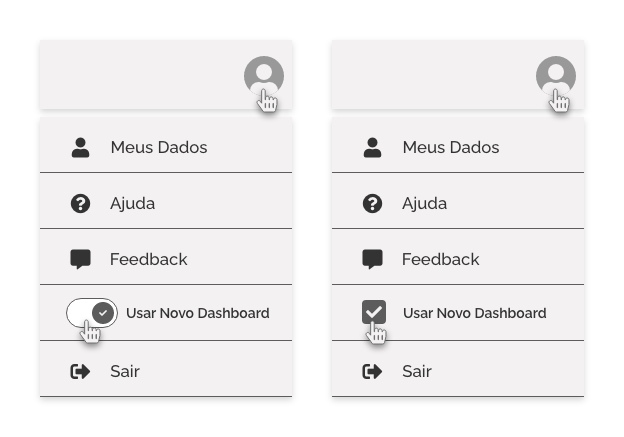 Meus Dados
Ajuda
Feedback
Usar Novo Dashboard
Sair
Meus Dados
Ajuda
Feedback
Usar Novo Dashboard
Sair